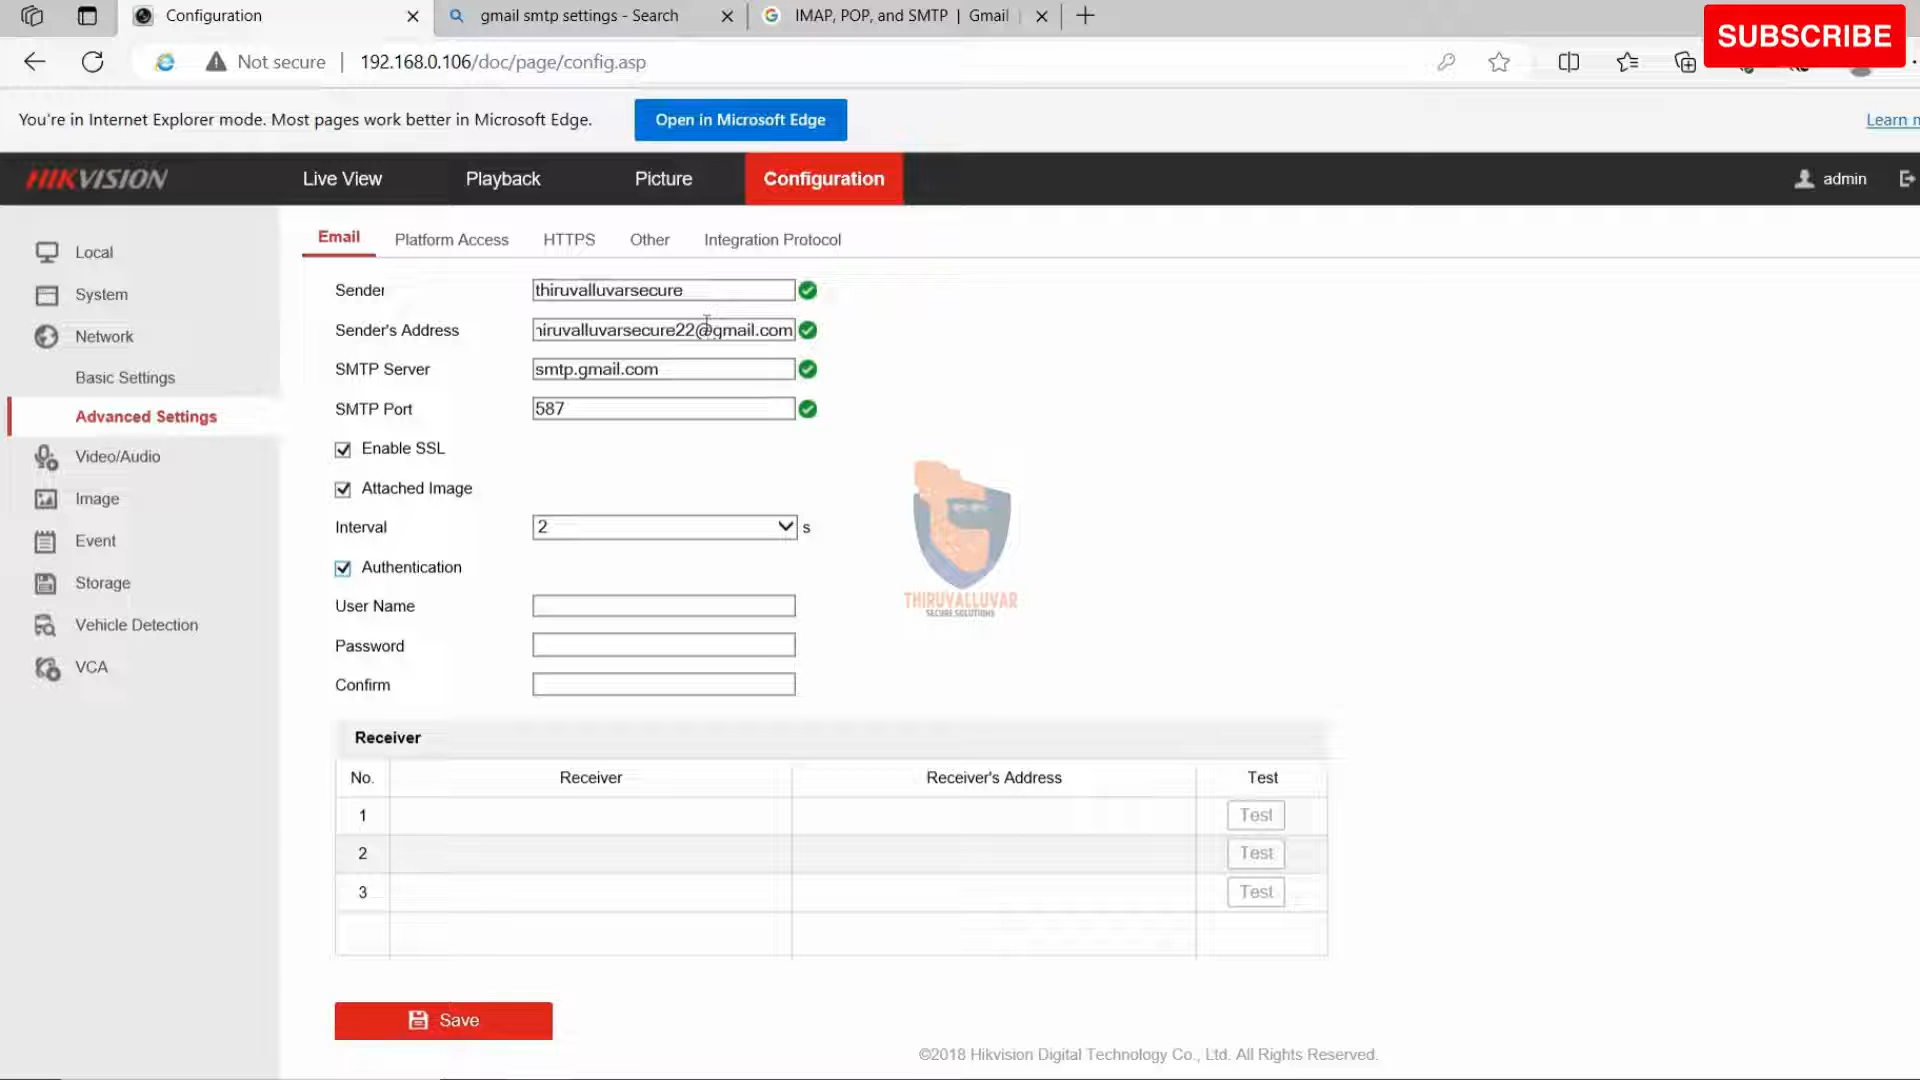 Configuration
gmail smtp settings - Search
IMAP, POP, and SMTP | Gmail
SUBSCRIBE
Not secure
192.168.0.106/doc/page/config.asp
You're in Internet Explorer mode. Most pages work better in Microsoft Edge.
Open in Microsoft Edge
Learn
HIKVISION
Live View
Playback
Picture
Configuration
admin
Local
System
Network
Basic Settings
Advanced Settings
Video/Audio
Image
Event
Storage
Vehicle Detection
VCA
Email
Platform Access
HTTPS
Other
Integration Protocol
Sender
thiruvalluvarsecure
Sender's Address
hiruvalluvarsecure22@gmail.com
SMTP Server
smtp.gmail.com
SMTP Port
587
Enable SSL
Attached Image
Interval
2
s
Authentication
User Name
Password
Confirm
THIRUVALLUVAR
SECURE SOLUTIONS
Receiver
No.
Receiver
Receiver's Address
Test
1
Test
2
Test
3
Test
Save
©2018 Hikvision Digital Technology Co., Ltd. All Rights Reserved.